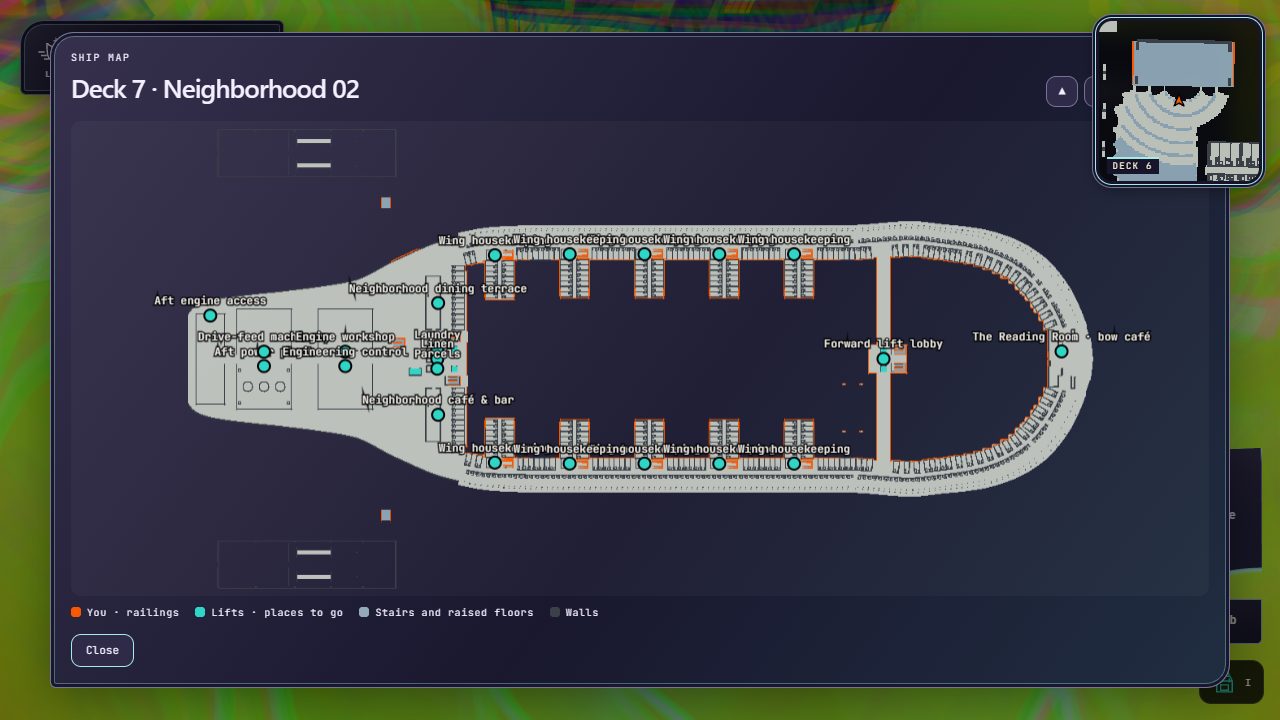 SHIP MAP
Deck 7 · Neighborhood 02
▲
DECK 6
Wing housekeeping
Neighborhood dining terrace
Aft engine access
Engine workshop
Laundry
Linen
Parcels
Engineering control
Forward lift lobby
The Reading Room · bow café
Neighborhood café & bar
Wing housekeeping
You · railings
Lifts · places to go
Stairs and raised floors
Walls
Close
I